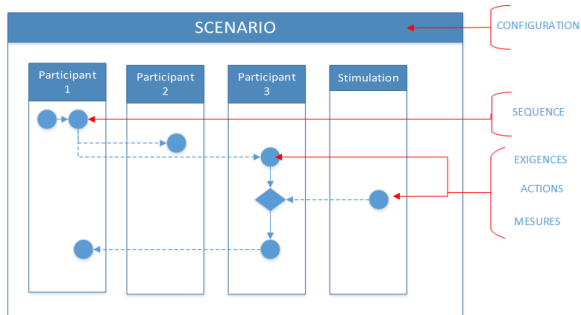 SCENARIO
CONFIGURATION
Participant
1
Participant
2
Participant
3
Stimulation
SEQUENCE
EXIGENCES
ACTIONS
MESURES